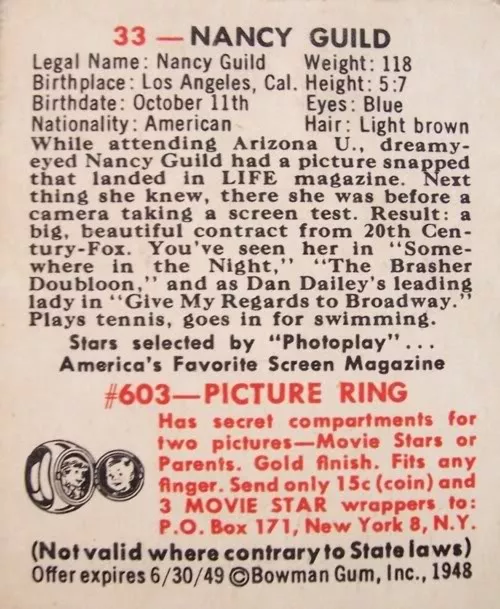 33 — NANCY GUILD
Legal Name: Nancy Guild Weight: 118
Birthplace: Los Angeles, Cal. Height: 5:7
Birthdate: October 11th Eyes: Blue
Nationality: American Hair: Light brown
While attending Arizona U., dreamy-
eyed Nancy Guild had a picture snapped
that landed in LIFE magazine. Next
thing she knew, there she was before a
camera taking a screen test. Result: a
big, beautiful contract from 20th Cen-
tury-Fox. You've seen her in "Some-
where in the Night," "The Brasher
Doubloon," and as Dan Dailey's leading
lady in "Give My Regards to Broadway."
Plays tennis, goes in for swimming.
Stars selected by "Photoplay"...
America's Favorite Screen Magazine
#603—PICTURE RING
Has secret compartments for
two pictures—Movie Stars or
Parents. Gold finish. Fits any
finger. Send only 15c (coin) and
3 MOVIE STAR wrappers to:
P.O. Box 171, New York 8, N.Y.
(Not valid where contrary to State laws)
Offer expires 6/30/49 ©Bowman Gum, Inc., 1948